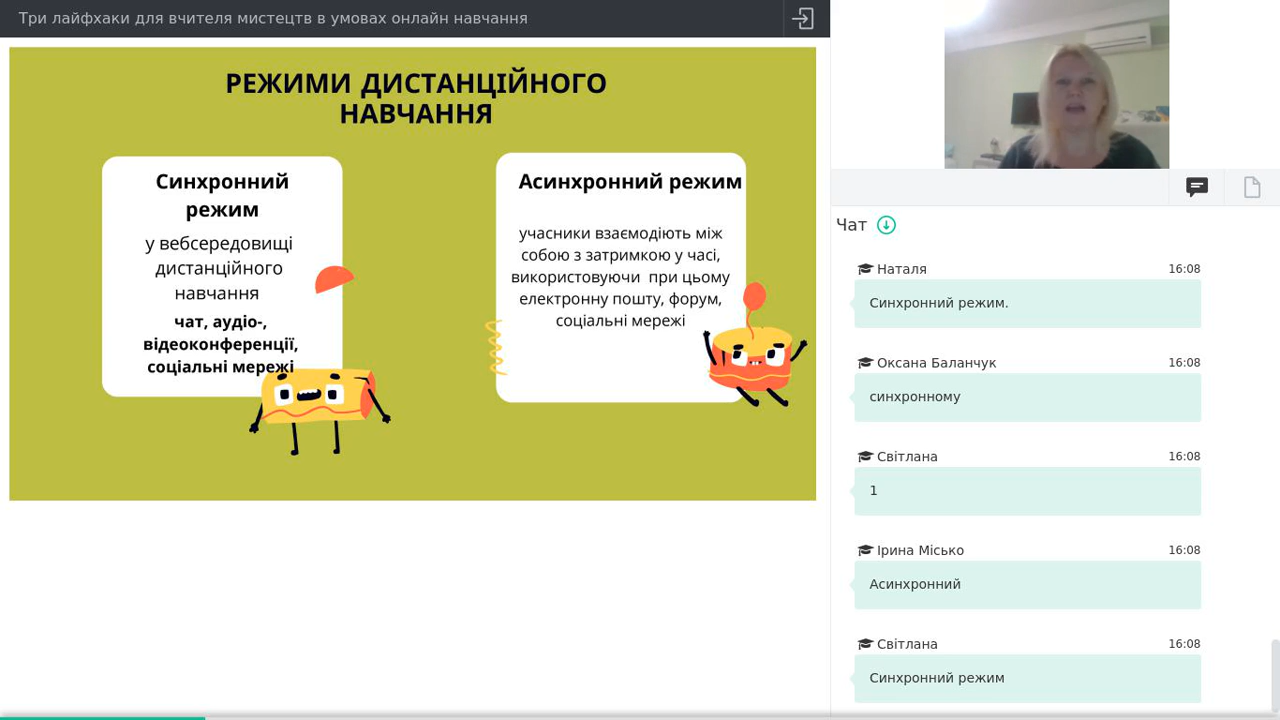 Три лайфхаки для вчителя мистецтв в умовах онлайн навчання
РЕЖИМИ ДИСТАНЦІЙНОГО
НАВЧАННЯ
Синхронний
режим
у вебсередовищі
дистанційного
навчання
чат, аудіо-,
відеоконференції,
соціальні мережі
Асинхронний режим
учасники взаємодіють між
собою з затримкою у часі,
використовуючи при цьому
електронну пошту, форум,
соціальні мережі
Чат
Наталя 16:08
Синхронний режим.
Оксана Баланчук 16:08
синхронному
Світлана 16:08
1
Ірина Місько 16:08
Асинхронний
Світлана 16:08
Синхронний режим